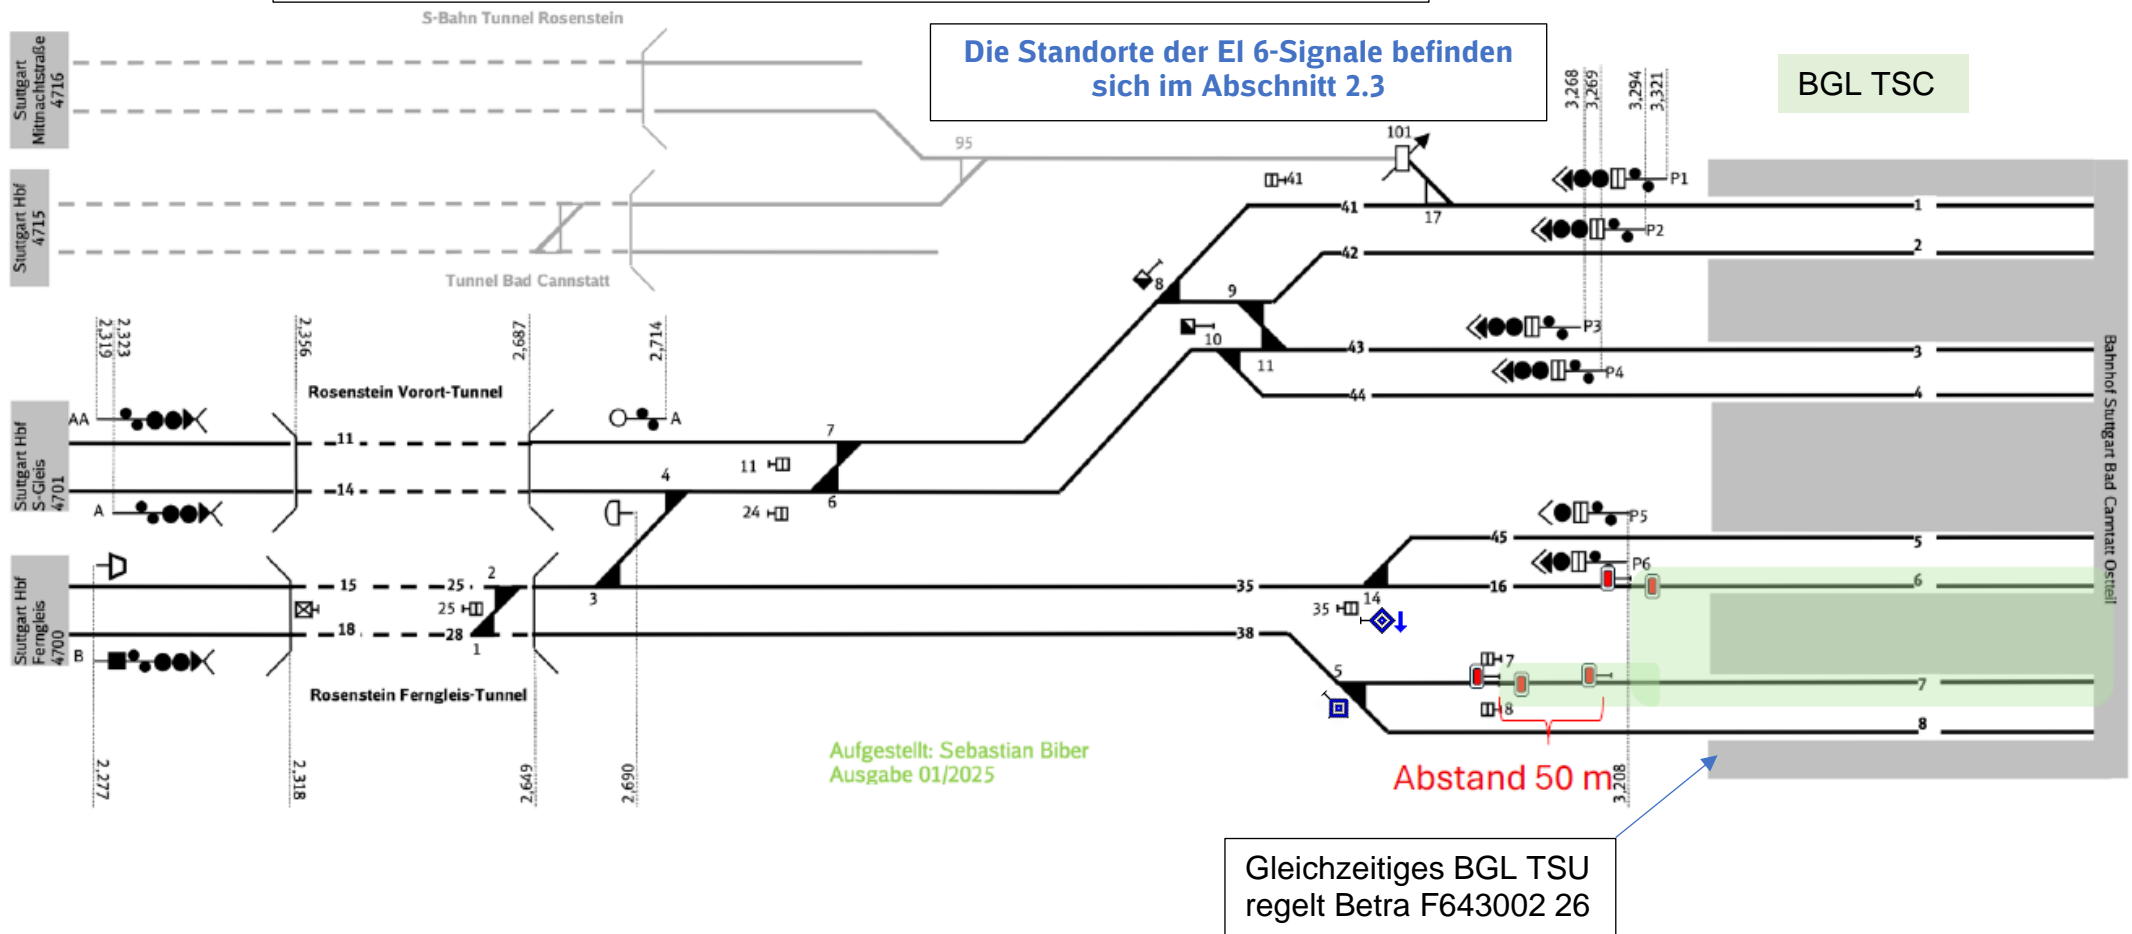 S-Bahn Tunnel Rosenstein
Die Standorte der El 6-Signale befinden
sich im Abschnitt 2.3
BGL TSC
Stuttgart
Mittnachtstraße
4716
Stuttgart Hbf
4715
95
101
3,268
3,269
3,294
3,321
41
P1
41
17
1
P2
2
42
Tunnel Bad Cannstatt
8
9
10
11
P3
43
3
P4
44
4
2,319
2,323
2,356
2,687
2,714
Rosenstein Vorort-Tunnel
AA
A
Stuttgart Hbf
S-Gleis
4701
11
14
A
4
7
11
24
6
P5
45
5
P6
Stuttgart Hbf
Ferngleis
4700
15
25
2
25
18
28
1
3
35
16
6
35
14
38
B
Rosenstein Ferngleis-Tunnel
5
7
8
7
8
Bahnhof Stuttgart Bad Canntatt Ostteil
2,277
2,318
2,649
2,690
3,208
Aufgestellt: Sebastian Biber
Ausgabe 01/2025
Abstand 50 m
Gleichzeitiges BGL TSU
regelt Betra F643002 26